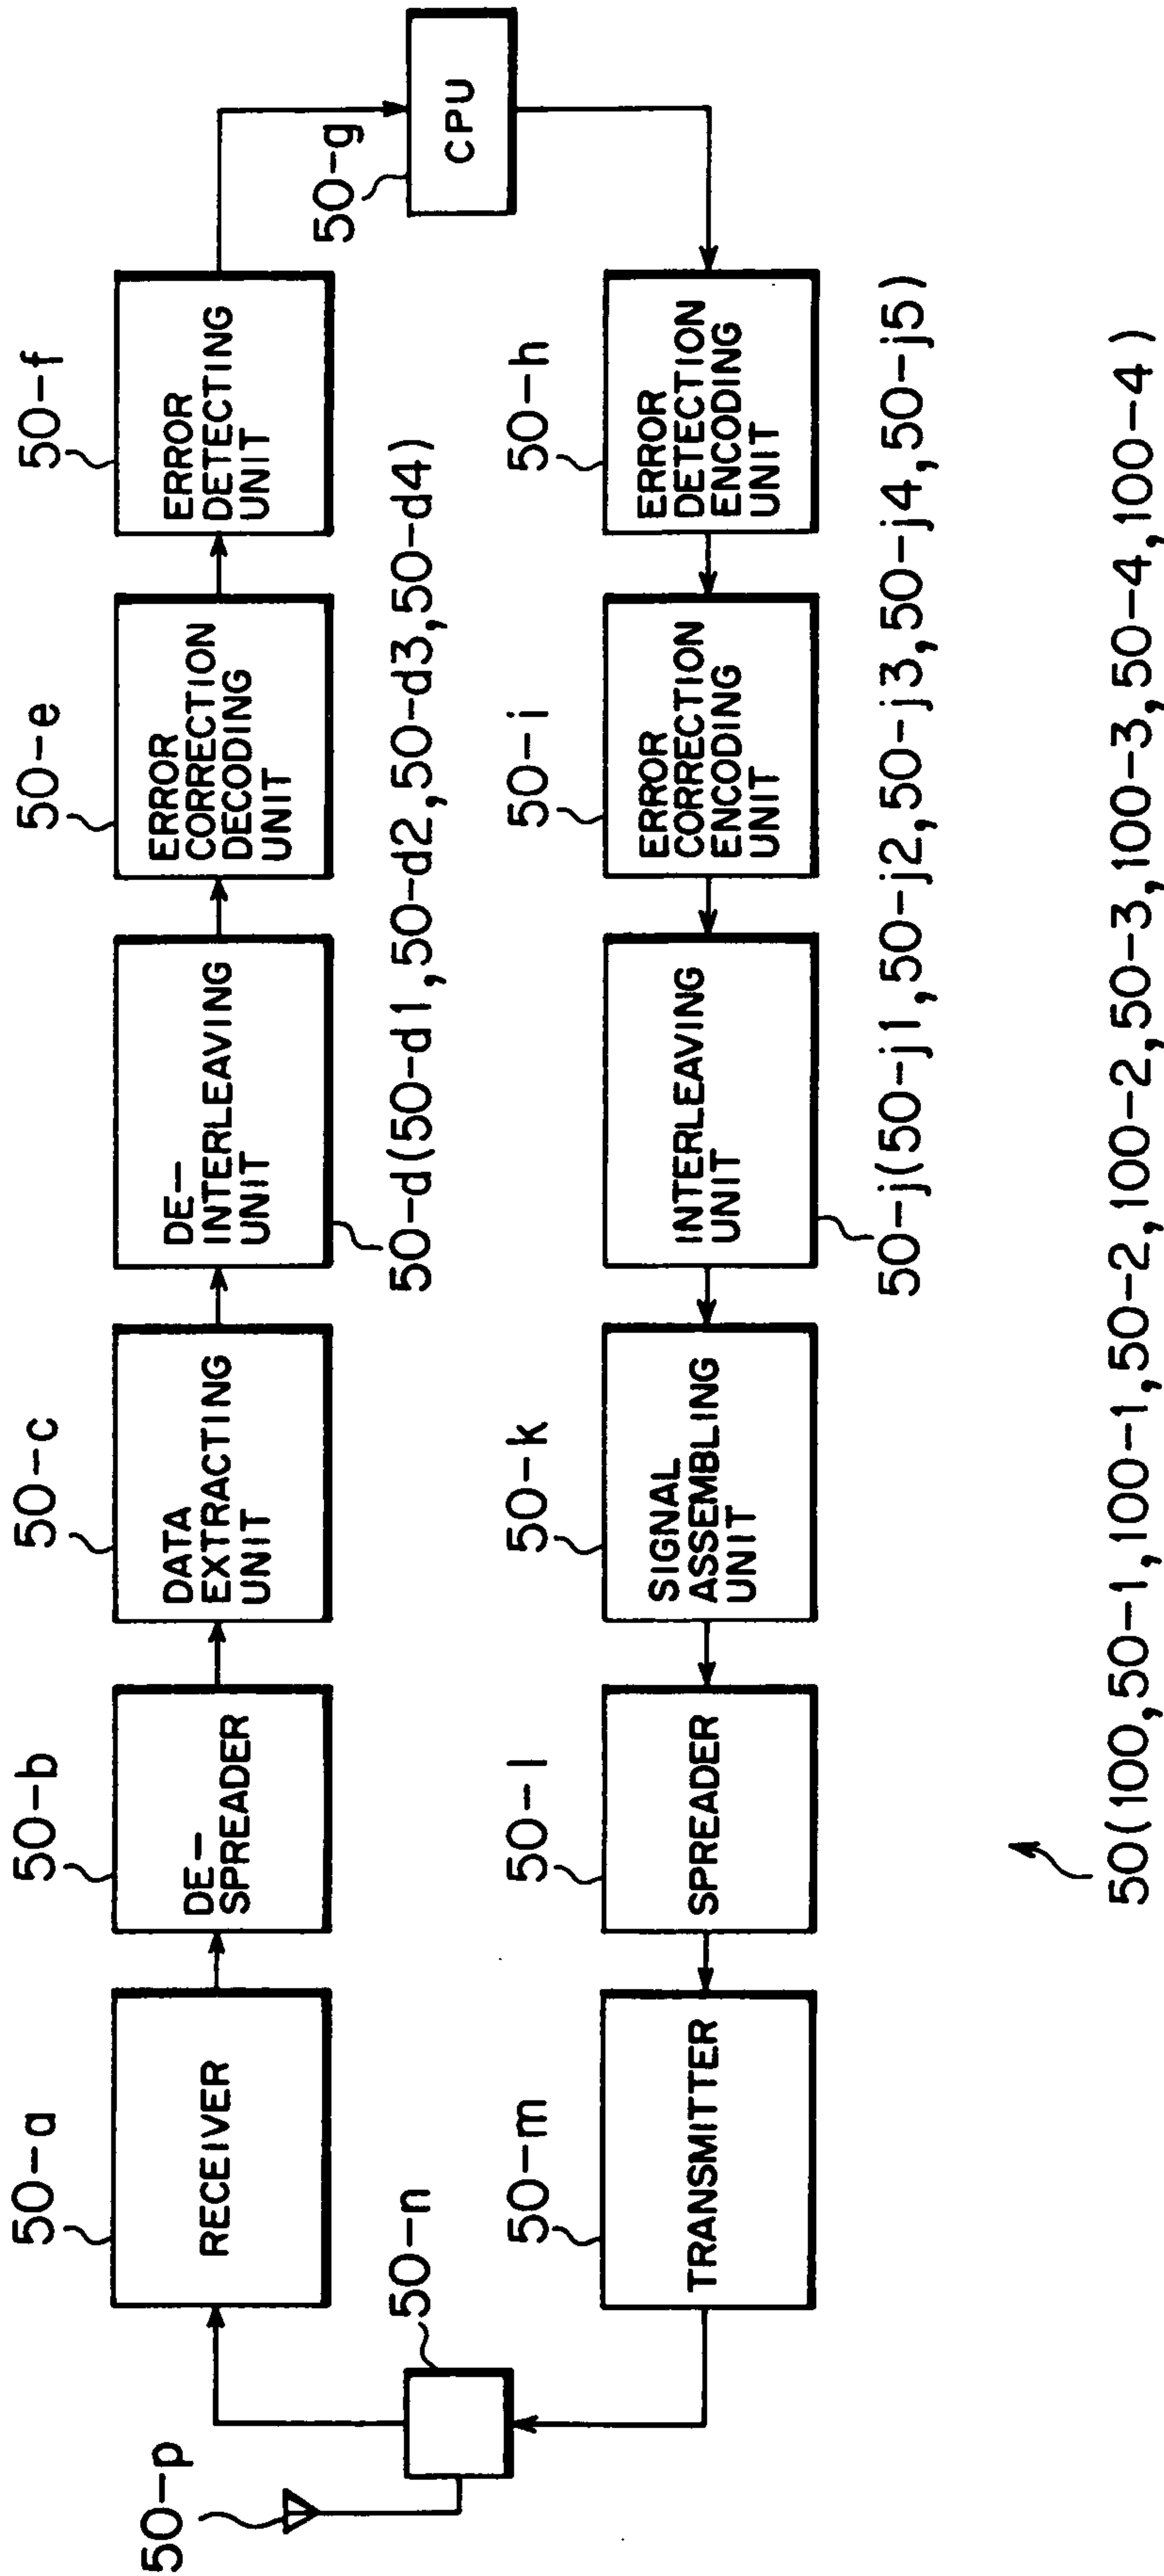 50-p
50-n
50-a
RECEIVER
50-b
DE-
SPREADER
50-c
DATA
EXTRACTING
UNIT
DE-
INTERLEAVING
UNIT
50-d(50-d1,50-d2,50-d3,50-d4)
50-e
ERROR
CORRECTION
DECODING
UNIT
50-f
ERROR
DETECTING
UNIT
50-g
CPU
50-m
TRANSMITTER
50-l
SPREADER
50-k
SIGNAL
ASSEMBLING
UNIT
INTERLEAVING
UNIT
50-j(50-j1,50-j2,50-j3,50-j4,50-j5)
50-i
ERROR
CORRECTION
ENCODING
UNIT
50-h
ERROR
DETECTION
ENCODING
UNIT
50(100,50-1,100-1,50-2,100-2,50-3,100-3,50-4,100-4)